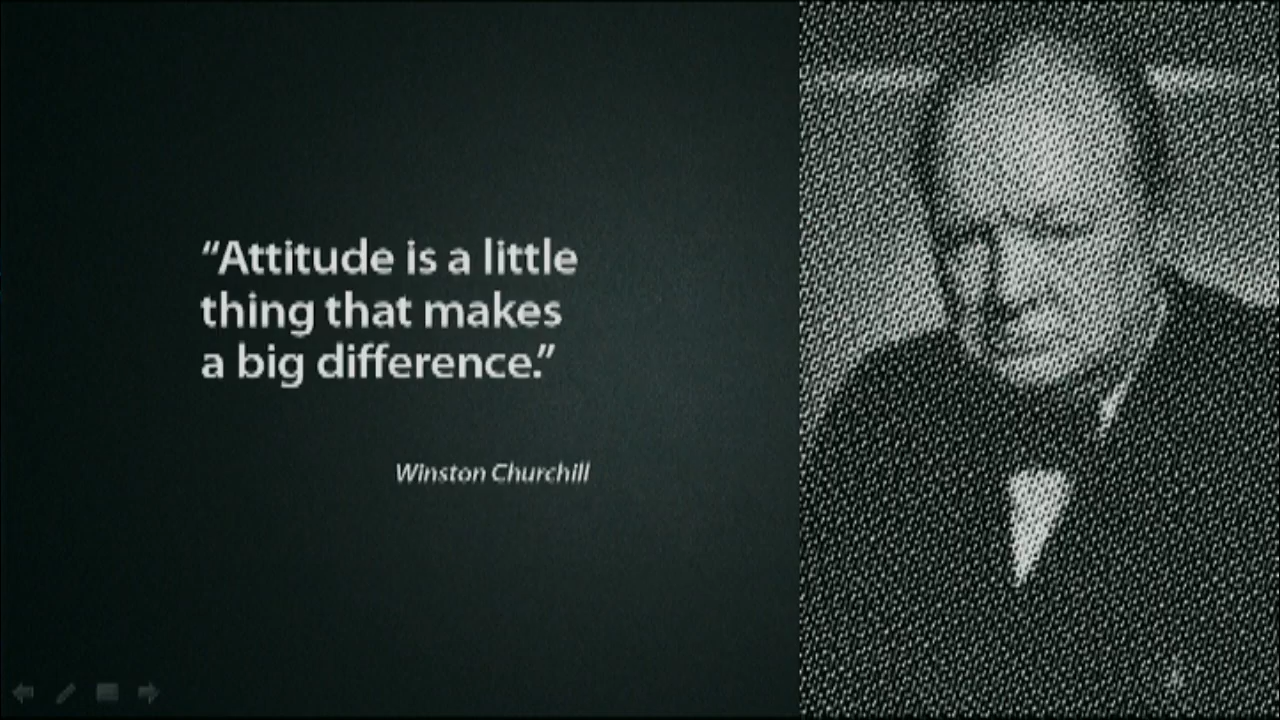 “Attitude is a little
thing that makes
a big difference.”
Winston Churchill